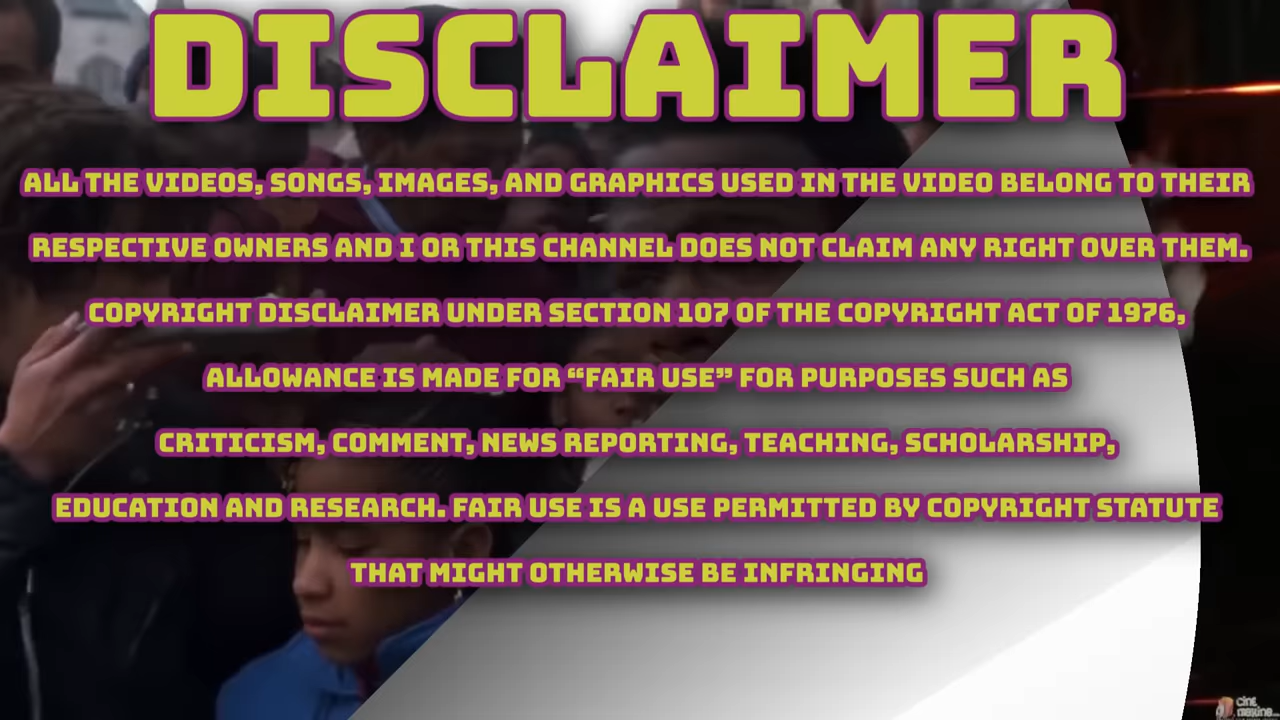 DISCLAIMER
ALL THE VIDEOS, SONGS, IMAGES, AND GRAPHICS USED IN THE VIDEO BELONG TO THEIR
RESPECTIVE OWNERS AND I OR THIS CHANNEL DOES NOT CLAIM ANY RIGHT OVER THEM.
COPYRIGHT DISCLAIMER UNDER SECTION 107 OF THE COPYRIGHT ACT OF 1976,
ALLOWANCE IS MADE FOR “FAIR USE” FOR PURPOSES SUCH AS
CRITICISM, COMMENT, NEWS REPORTING, TEACHING, SCHOLARSHIP,
EDUCATION AND RESEARCH. FAIR USE IS A USE PERMITTED BY COPYRIGHT STATUTE
THAT MIGHT OTHERWISE BE INFRINGING